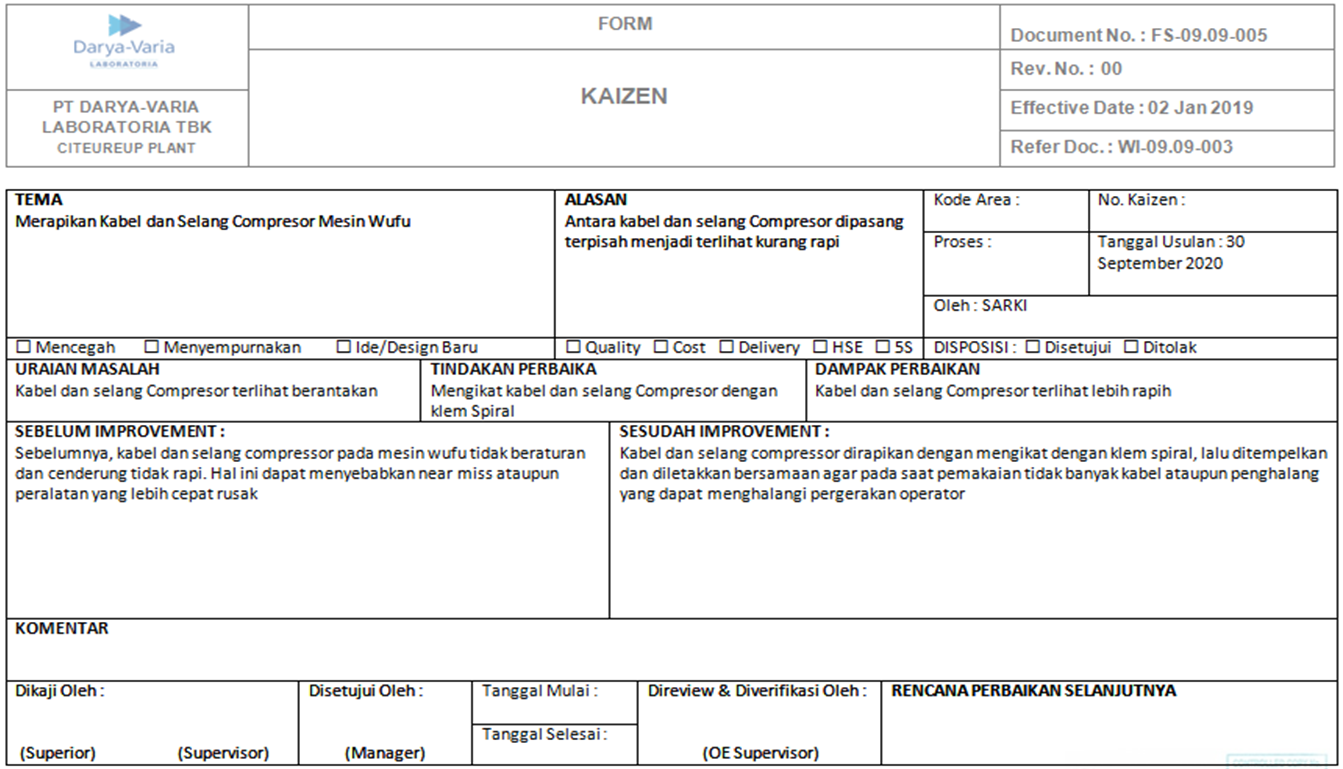 Darya-Varia
LABORATORIA
PT DARYA-VARIA
LABORATORIA TBK
CITEUREUP PLANT
FORM
KAIZEN
Document No. : FS-09.09-005
Rev. No. : 00
Effective Date : 02 Jan 2019
Refer Doc. : WI-09.09-003
TEMA
Merapikan Kabel dan Selang Compresor Mesin Wufu
ALASAN
Antara kabel dan selang Compresor dipasang
terpisah menjadi terlihat kurang rapi
Kode Area :
No. Kaizen :
Proses :
Tanggal Usulan : 30
September 2020
Oleh : SARKI
☐ Mencegah ☐ Menyempurnakan ☐ Ide/Design Baru
☐ Quality ☐ Cost ☐ Delivery ☐ HSE ☐ 5S
DISPOSISI : ☐ Disetujui ☐ Ditolak
URAIAN MASALAH
Kabel dan selang Compresor terlihat berantakan
TINDAKAN PERBAIKA
Mengikat kabel dan selang Compresor dengan
klem Spiral
DAMPAK PERBAIKAN
Kabel dan selang Compresor terlihat lebih rapih
SEBELUM IMPROVEMENT :
Sebelumnya, kabel dan selang compressor pada mesin wufu tidak beraturan
dan cenderung tidak rapi. Hal ini dapat menyebabkan near miss ataupun
peralatan yang lebih cepat rusak
SESUDAH IMPROVEMENT :
Kabel dan selang compressor dirapikan dengan mengikat dengan klem spiral, lalu ditempelkan
dan diletakkan bersamaan agar pada saat pemakaian tidak banyak kabel ataupun penghalang
yang dapat menghalangi pergerakan operator
KOMENTAR
Dikaji Oleh :
(Superior) (Supervisor)
Disetujui Oleh :
(Manager)
Tanggal Mulai :
Tanggal Selesai :
Direview & Diverifikasi Oleh :
(OE Supervisor)
RENCANA PERBAIKAN SELANJUTNYA